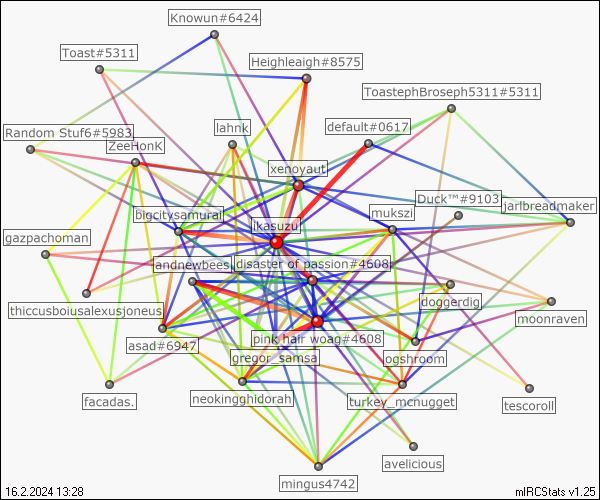 Knowun#6424
Toast#5311
Heighleaigh#8575
ToastephBroseph5311#5311
lahnk
default#0617
Random Stuf6#5983
ZeeHonK
xenoyaut
Duck™#9103
jarlbreadmaker
bigcitysamurai
mukszi
ikasuzu
gazpachoman
andnewbees
disaster of passion#4608
doggerdig
thiccusboiusalexusjoneus
moonraven
asad#6947
pink hair woag#4608
gregor_samsa
ogshroom
facadas.
neokingghidorah
turkey_mcnugget
tescoroll
avelicious
mingus4742
16.2.2024 13:28
mIRCStats v1.25